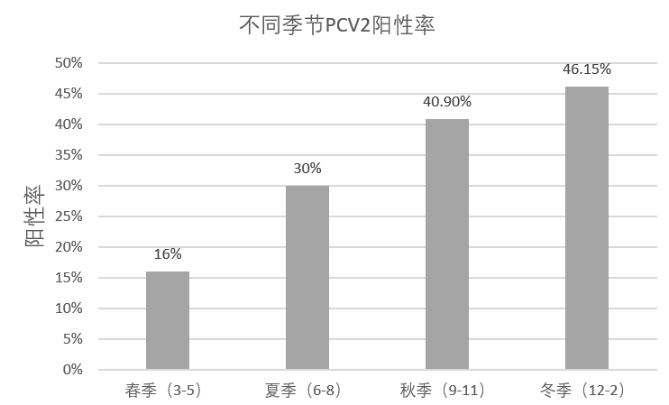 不同季节PCV2阳性率
50%
45%
40%
35%
30%
25%
20%
15%
10%
5%
0%
阳性率
16%
30%
40.90%
46.15%
春季（3-5）
夏季（6-8）
秋季（9-11）
冬季（12-2）